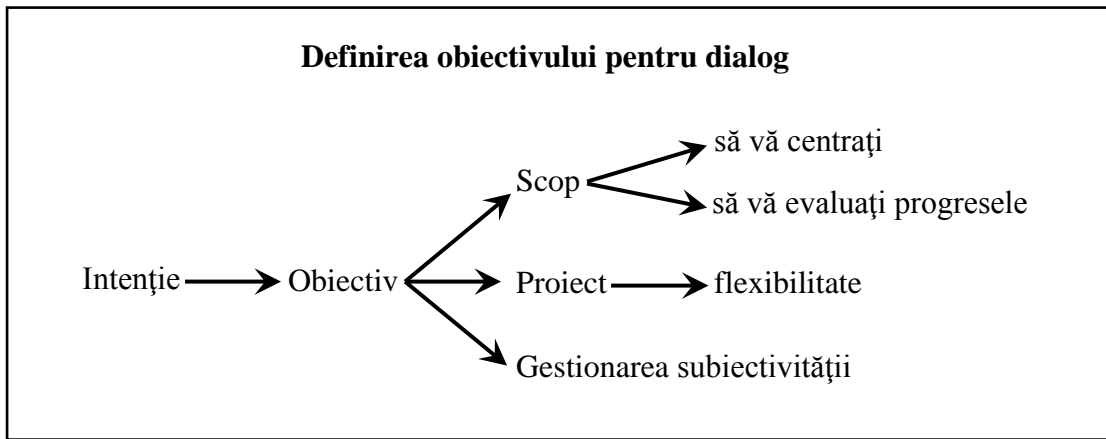 Definirea obiectivului pentru dialog
să vă centraţi
Scop
să vă evaluaţi progresele
Intenţie
Obiectiv
Proiect
flexibilitate
Gestionarea subiectivităţii